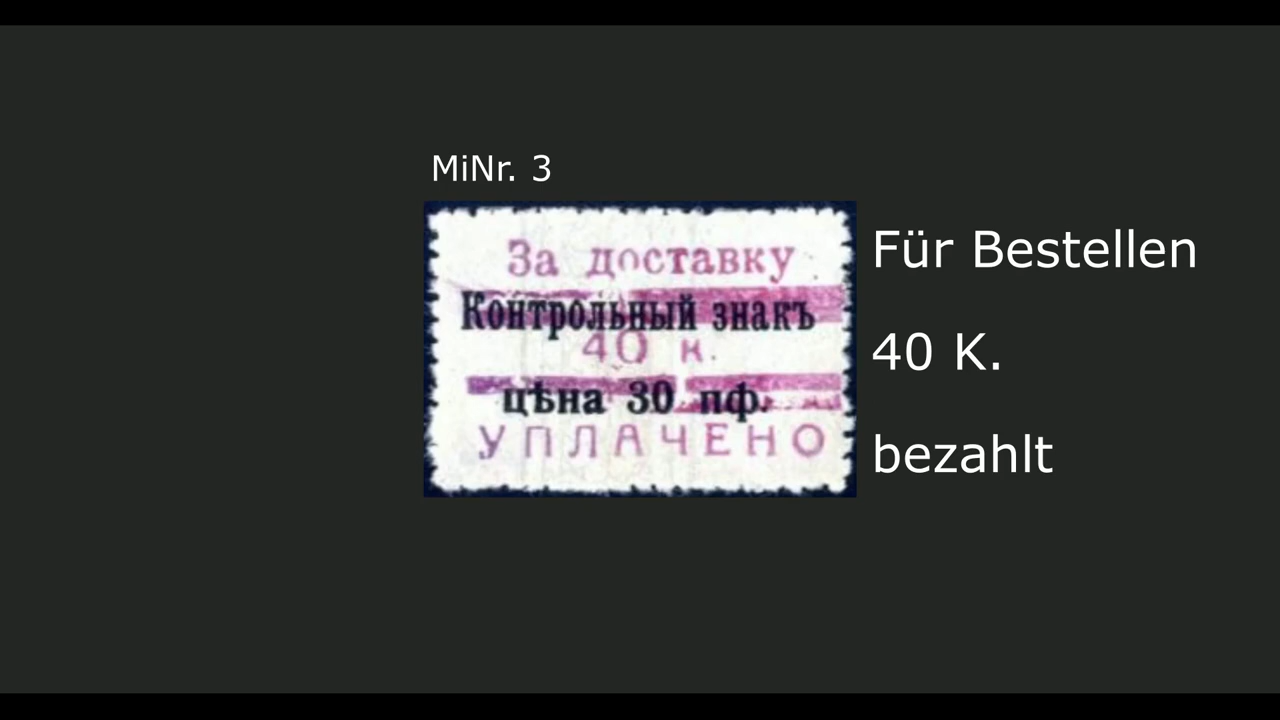 MiNr. 3
За доставку
Контрольный знакъ
40 к.
цѣна 30 пф.
УПЛАЧЕНО
Für Bestellen
40 K.
bezahlt